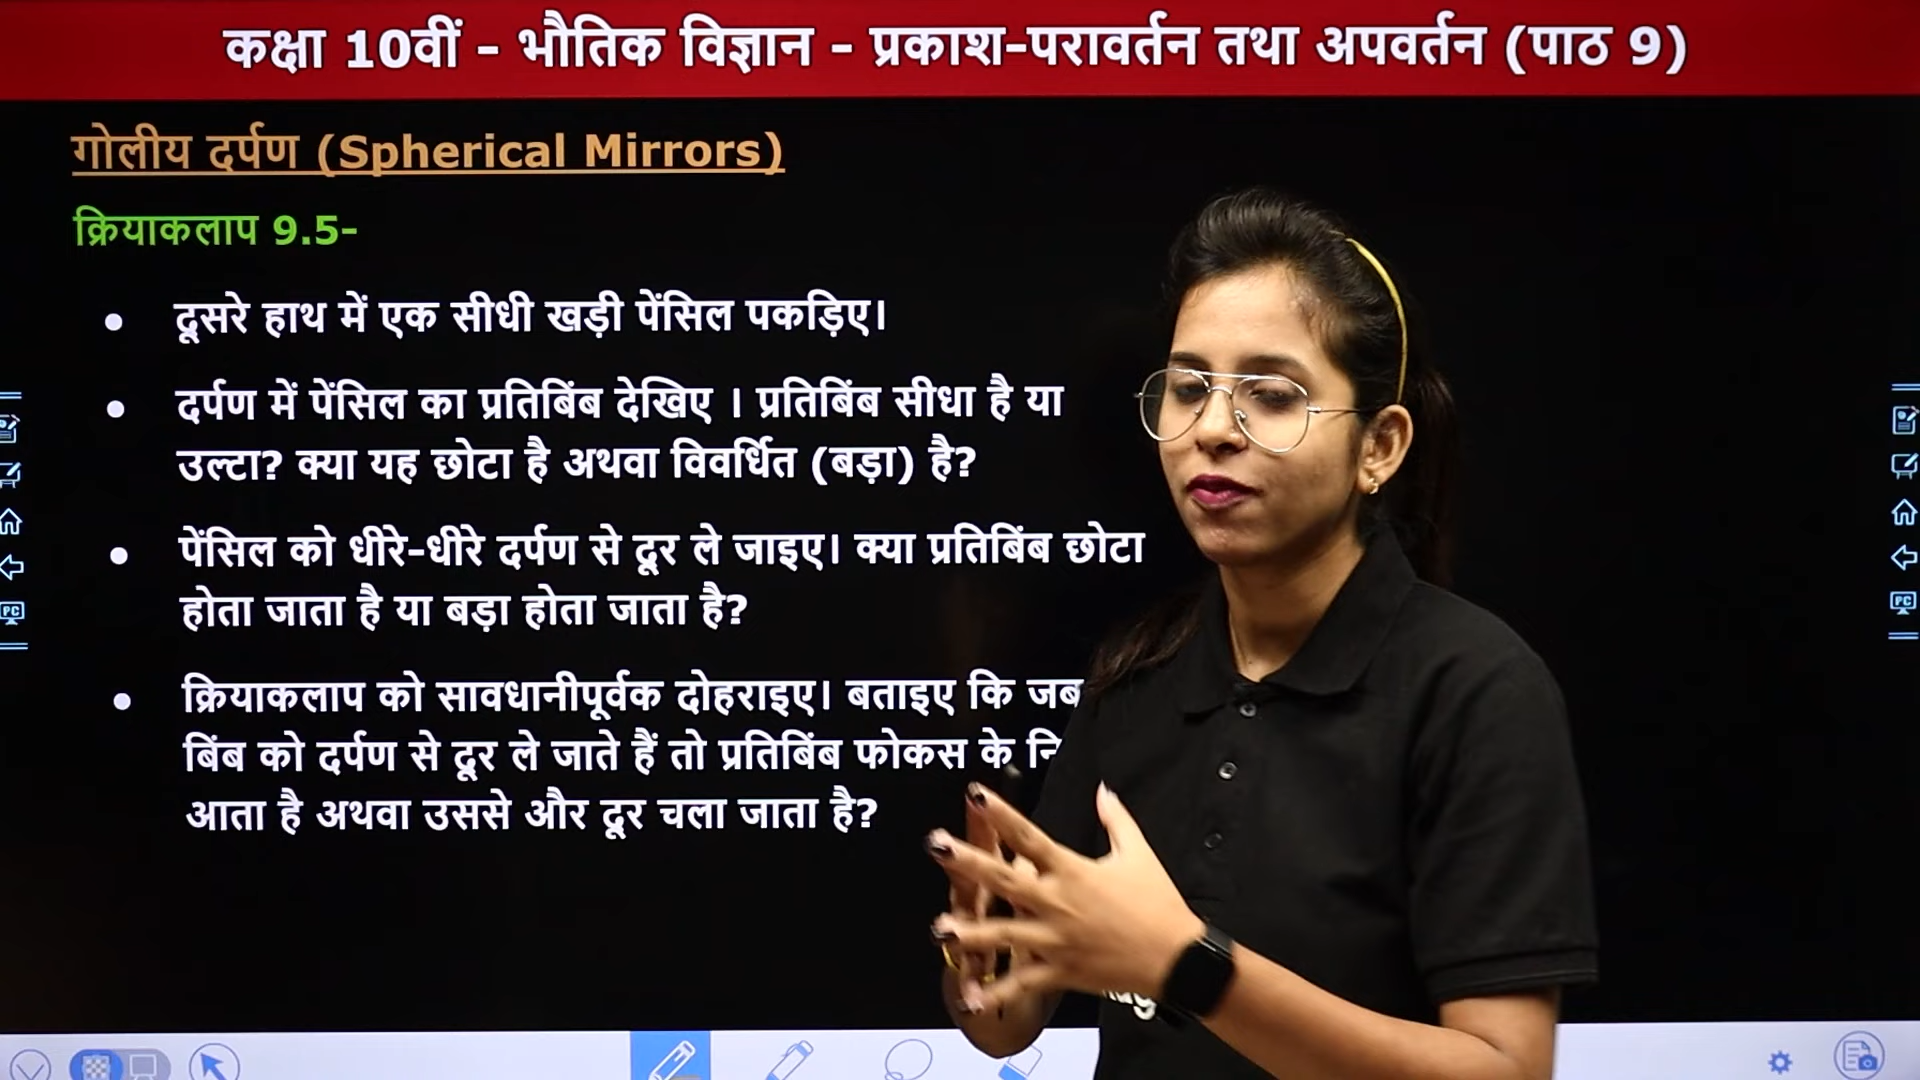 कक्षा 10वीं - भौतिक विज्ञान - प्रकाश-परावर्तन तथा अपवर्तन (पाठ 9)
गोलीय दर्पण (Spherical Mirrors)
क्रियाकलाप 9.5-
• दूसरे हाथ में एक सीधी खड़ी पेंसिल पकड़िए।
• दर्पण में पेंसिल का प्रतिबिंब देखिए । प्रतिबिंब सीधा है या
उल्टा? क्या यह छोटा है अथवा विवर्धित (बड़ा) है?
• पेंसिल को धीरे-धीरे दर्पण से दूर ले जाइए। क्या प्रतिबिंब छोटा
होता जाता है या बड़ा होता जाता है?
• क्रियाकलाप को सावधानीपूर्वक दोहराइए। बताइए कि जब
बिंब को दर्पण से दूर ले जाते हैं तो प्रतिबिंब फोकस के
आता है अथवा उससे और दूर चला जाता है?
PC
PC